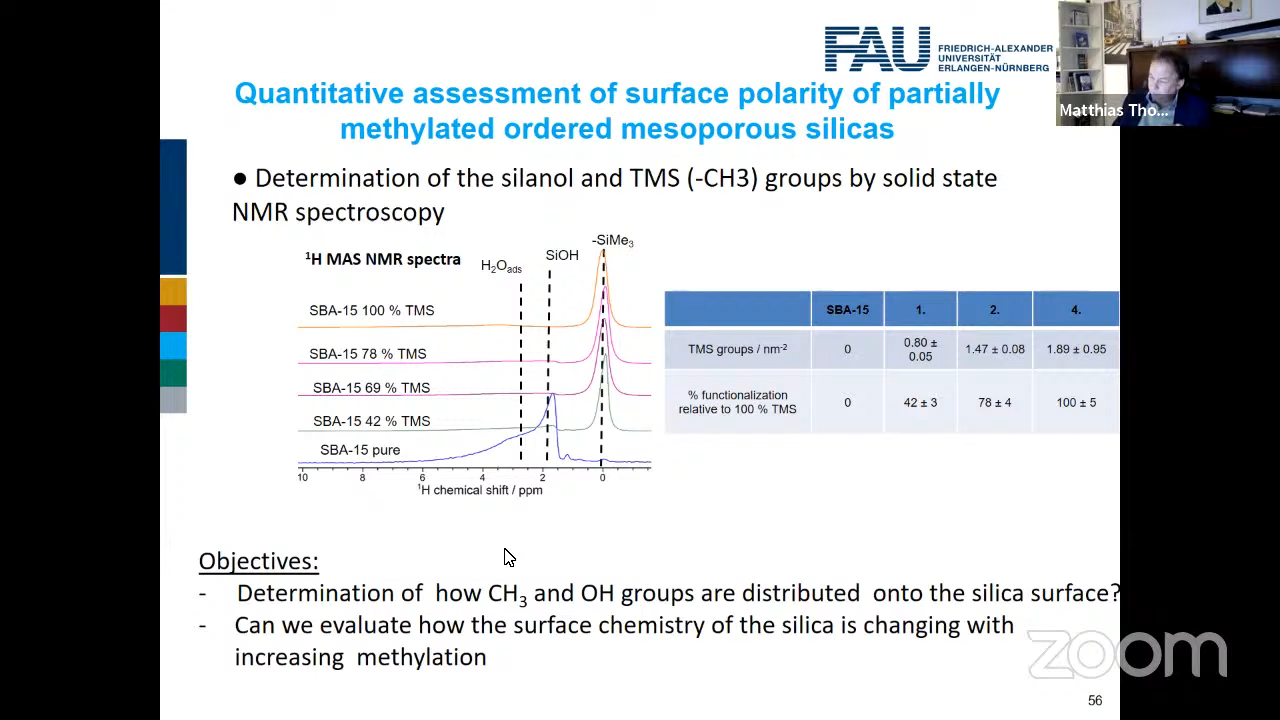 FAU FRIEDRICH-ALEXANDER
UNIVERSITÄT
ERLANGEN-NÜRNBERG
Matthias Tho...
Quantitative assessment of surface polarity of partially
methylated ordered mesoporous silicas
● Determination of the silanol and TMS (-CH3) groups by solid state
NMR spectroscopy
¹H MAS NMR spectra
H₂Oads
SiOH
-SiMe₃
SBA-15 100 % TMS
SBA-15 78 % TMS
SBA-15 69 % TMS
SBA-15 42 % TMS
SBA-15 pure
10 8 6 4 2 0
¹H chemical shift / ppm
SBA-15 1. 2. 4.
TMS groups / nm⁻² 0 0.80 ± 0.05 1.47 ± 0.08 1.89 ± 0.95
% functionalization
relative to 100 % TMS 0 42 ± 3 78 ± 4 100 ± 5
Objectives:
- Determination of how CH₃ and OH groups are distributed onto the silica surface?
- Can we evaluate how the surface chemistry of the silica is changing with
increasing methylation
zoom
56